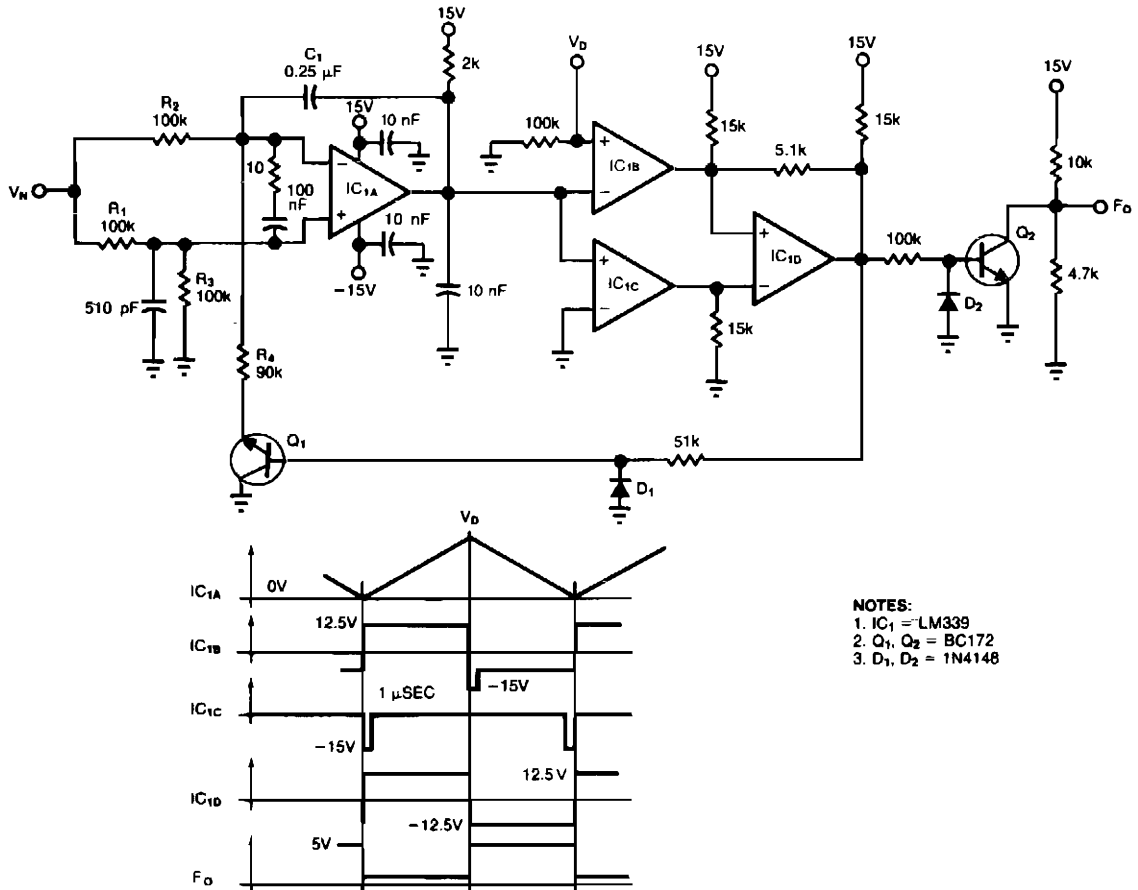 15V
15V
C1
0.25 µF
2k
VD
15V
15V
15V
R2
100k
15V
10 nF
100k
15k
15k
5.1k
10k
10
100
nF
−
IC1A
+
+
IC1B
−
VN
R1
100k
10 nF
−15V
FO
Q2
+
IC1D
−
100k
510 pF
R3
100k
10 nF
+
IC1C
−
15k
D2
4.7k
R4
90k
Q1
51k
D1
VD
IC1A
0V
12.5V
IC1B
−15V
1 µSEC
IC1C
−15V
12.5V
IC1D
−12.5V
5V
FO
NOTES:
1. IC1 = LM339
2. Q1, Q2 = BC172
3. D1, D2 = 1N4148